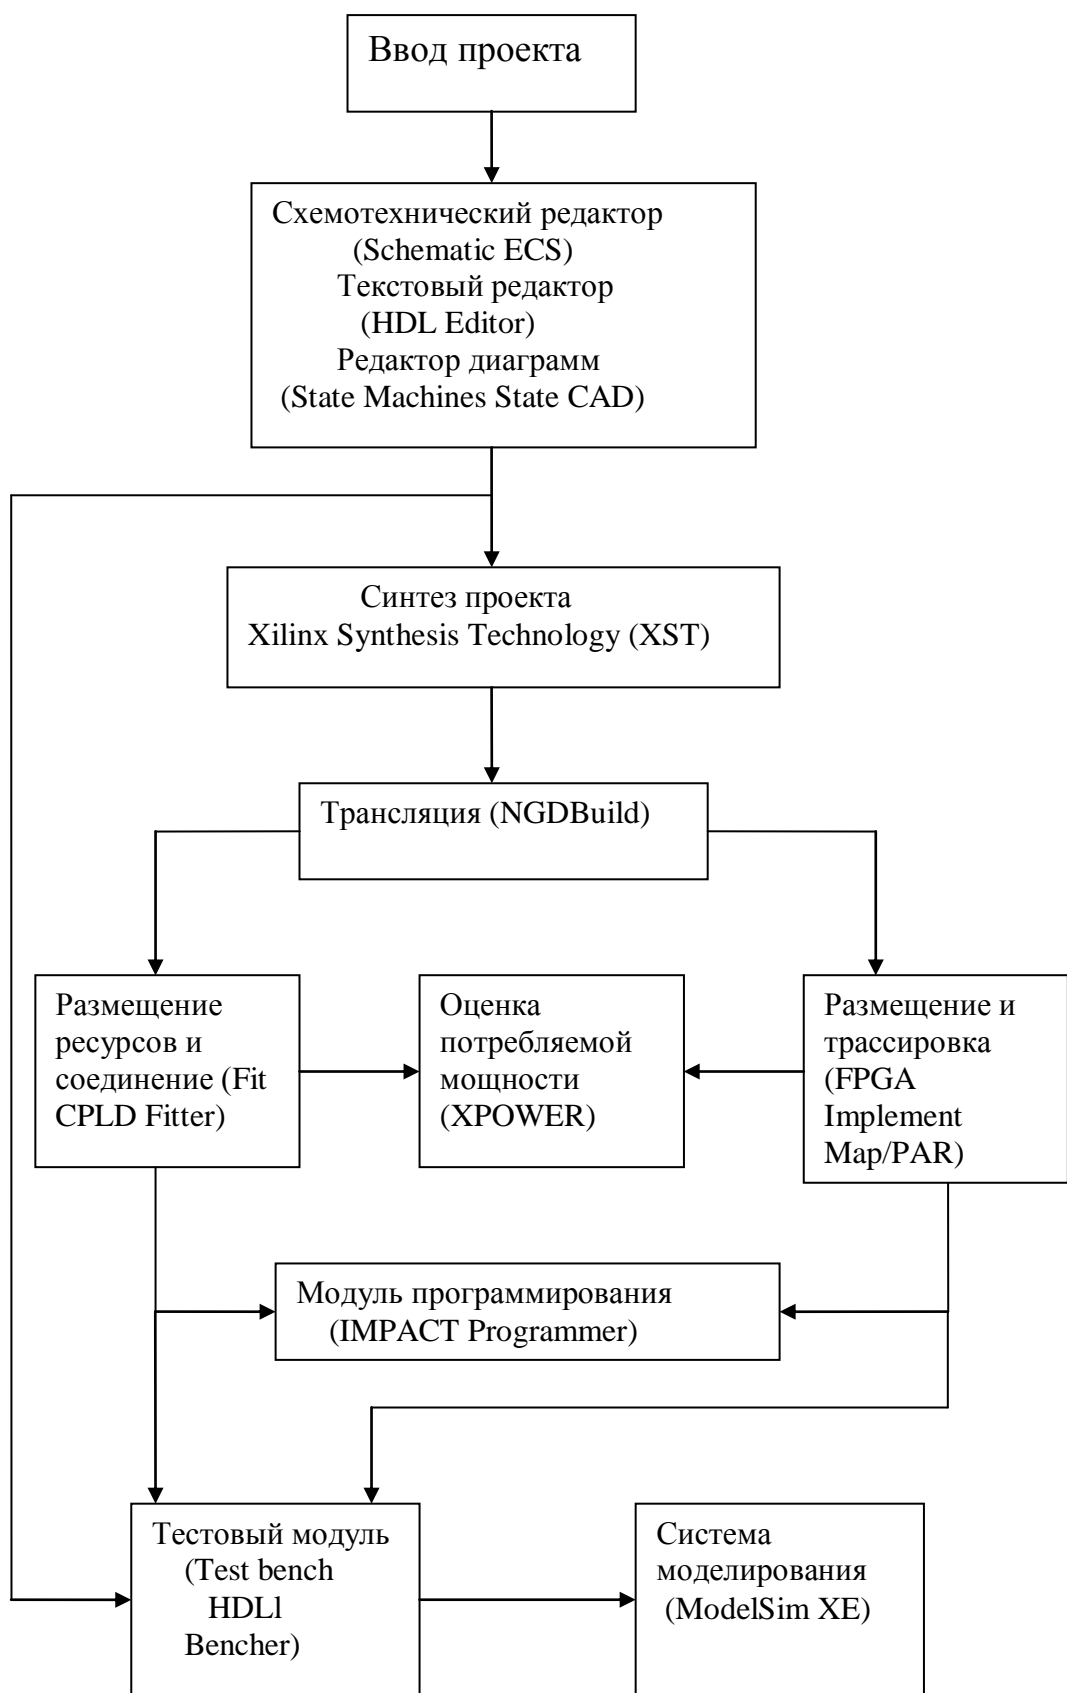 Ввод проекта
Схемотехнический редактор
(Schematic ECS)
Текстовый редактор
(HDL Editor)
Редактор диаграмм
(State Machines State CAD)
Синтез проекта
Xilinx Synthesis Technology (XST)
Трансляция (NGDBuild)
Размещение
ресурсов и
соединение (Fit
CPLD Fitter)
Оценка
потребляемой
мощности
(XPOWER)
Размещение и
трассировка
(FPGA
Implement
Map/PAR)
Модуль программирования
(IMPACT Programmer)
Тестовый модуль
(Test bench
HDLl
Bencher)
Система
моделирования
(ModelSim XE)